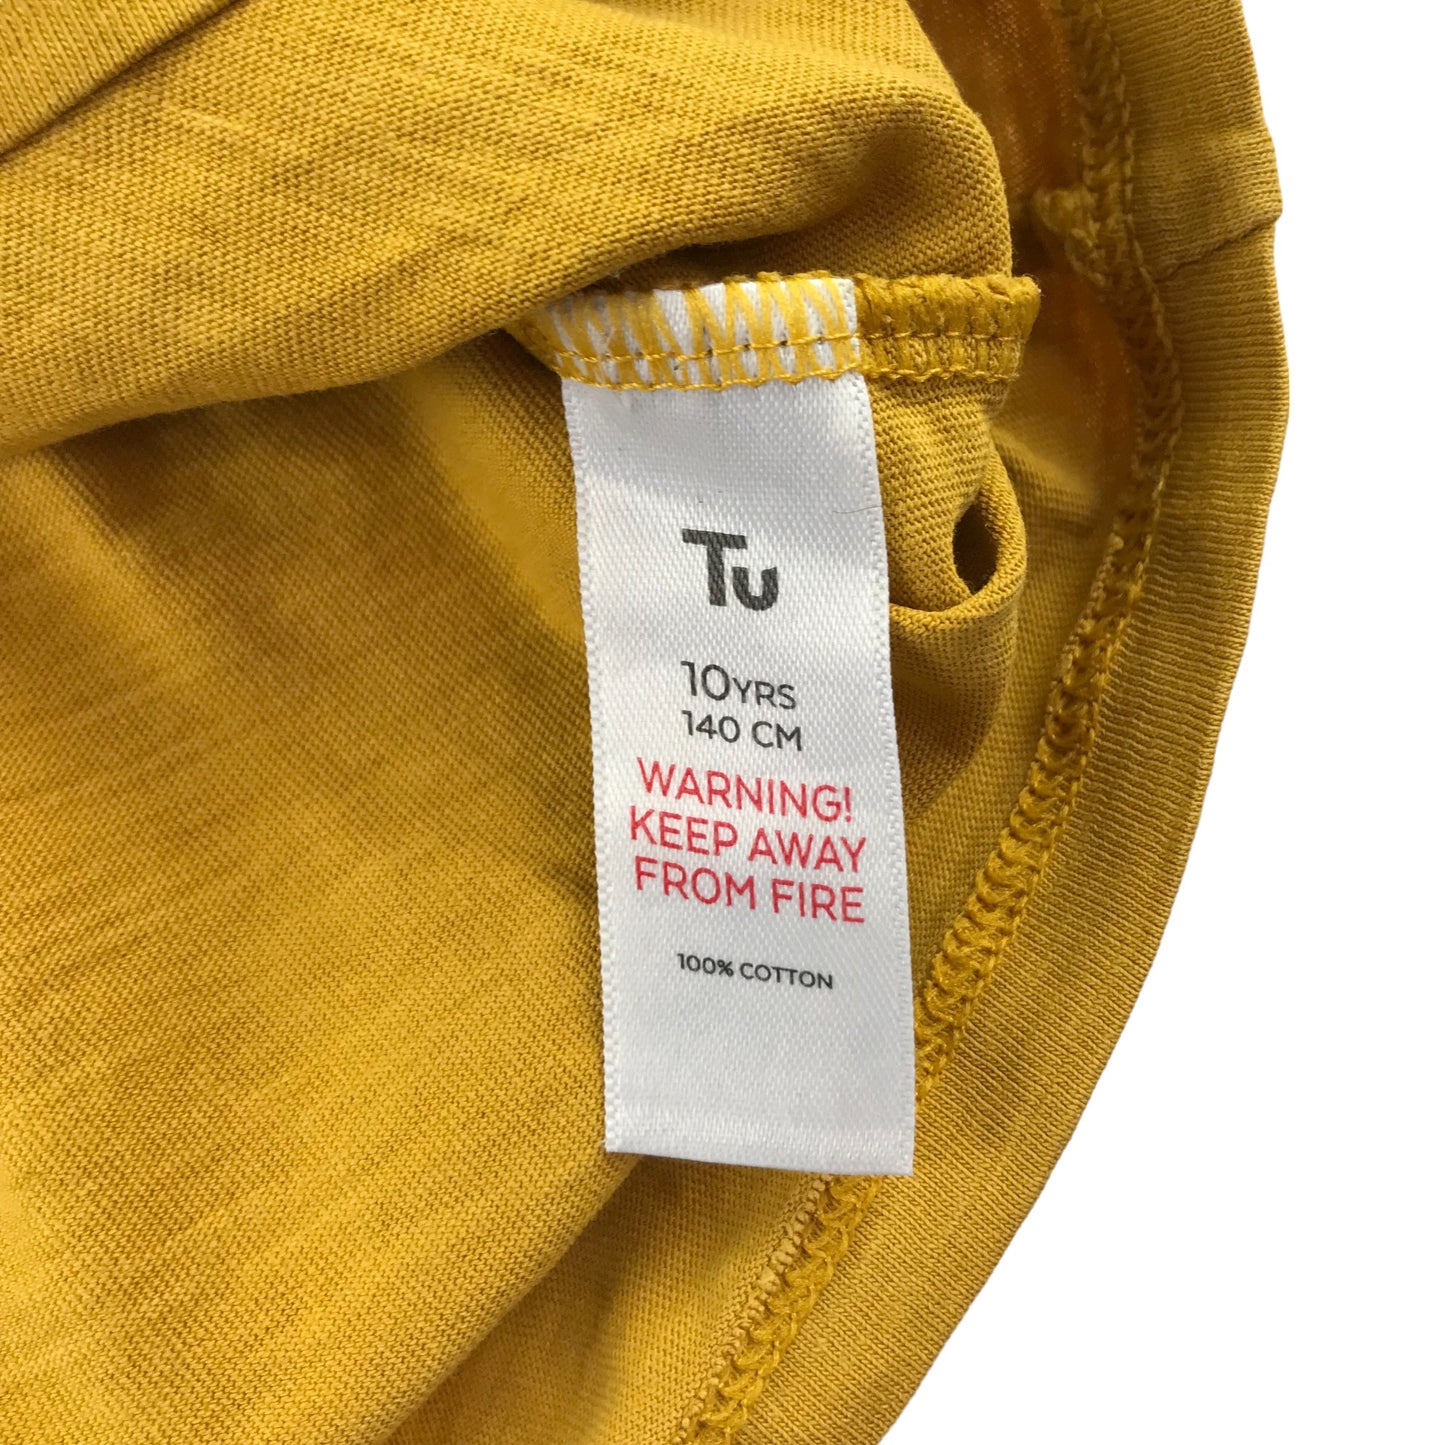 Tu
10YRS
140 CM
WARNING!
KEEP AWAY
FROM FIRE
100% COTTON